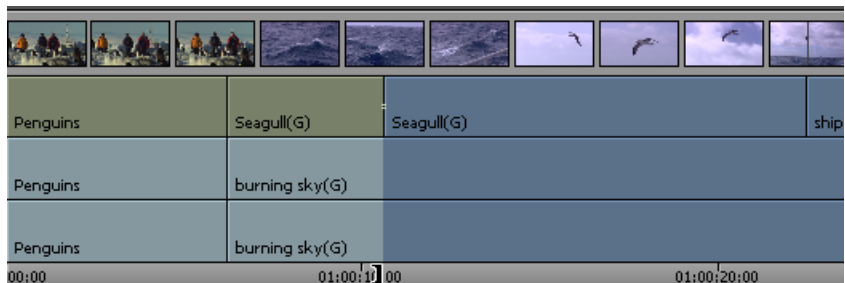 Penguins Seagull(G) Seagull(G) ship
Penguins burning sky(G)
Penguins burning sky(G)
00:00 01:00:10 00 01:00:20:00